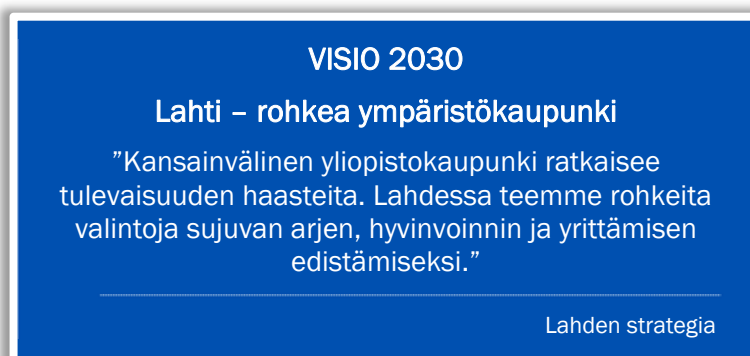 VISIO 2030
Lahti – rohkea ympäristökaupunki
”Kansainvälinen yliopistokaupunki ratkaisee
tulevaisuuden haasteita. Lahdessa teemme rohkeita
valintoja sujuvan arjen, hyvinvoinnin ja yrittämisen
edistämiseksi.”
Lahden strategia